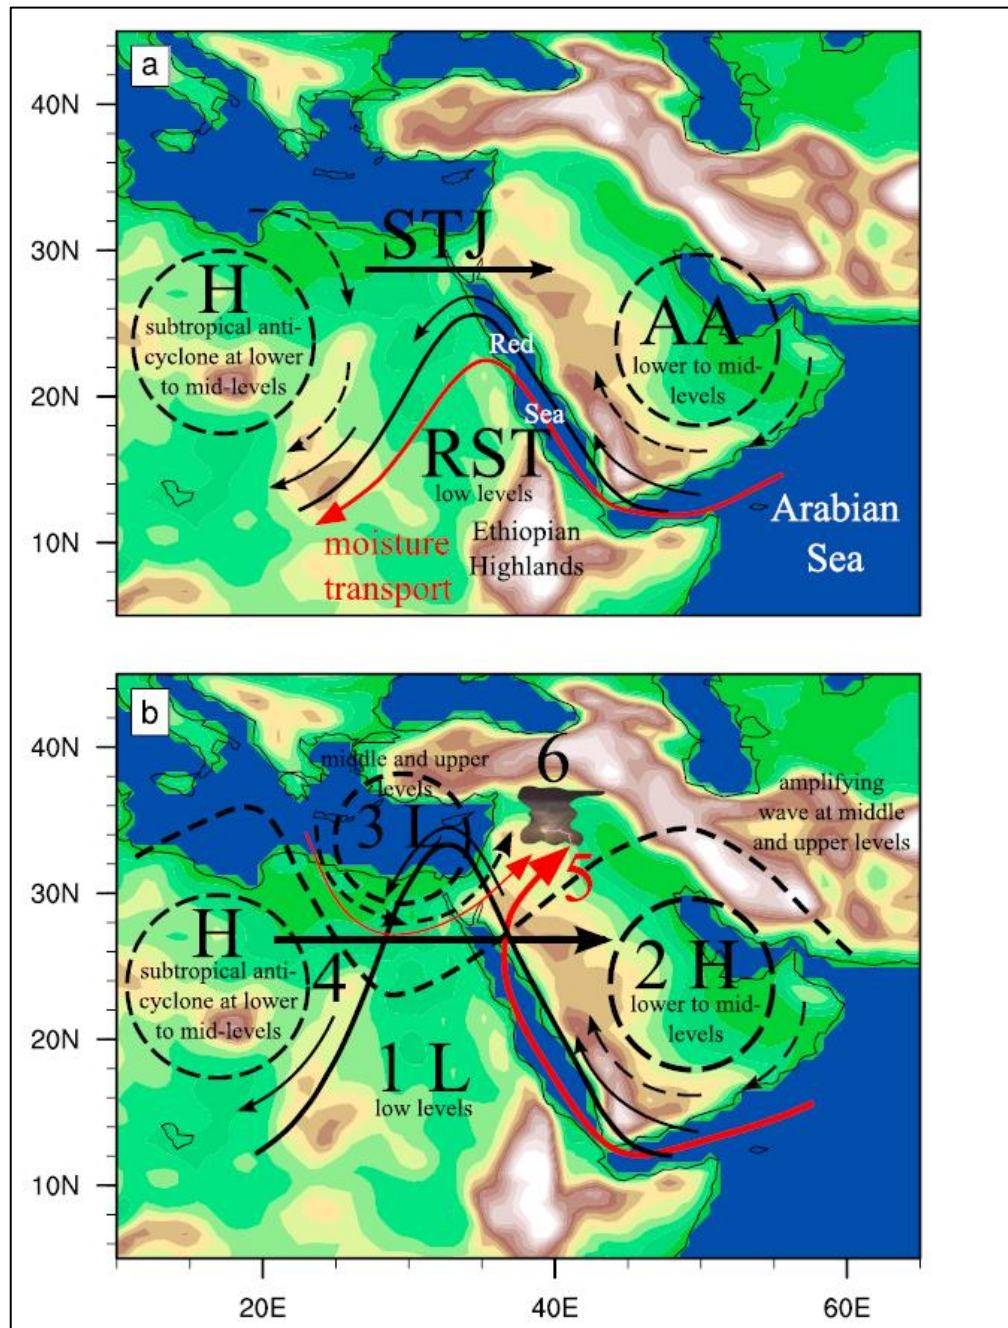 a
40N
30N
20N
10N
STJ
H
subtropical anti-
cyclone at lower
to mid-levels
AA
lower to mid-
levels
Red
Sea
RST
low levels
Ethiopian
Highlands
moisture
transport
Arabian
Sea
b
40N
30N
20N
10N
middle and upper
levels
6
amplifying
wave at middle
and upper levels
3 L
5
H
subtropical anti-
cyclone at lower
to mid-levels
4
2 H
lower to mid-
levels
1 L
low levels
20E
40E
60E